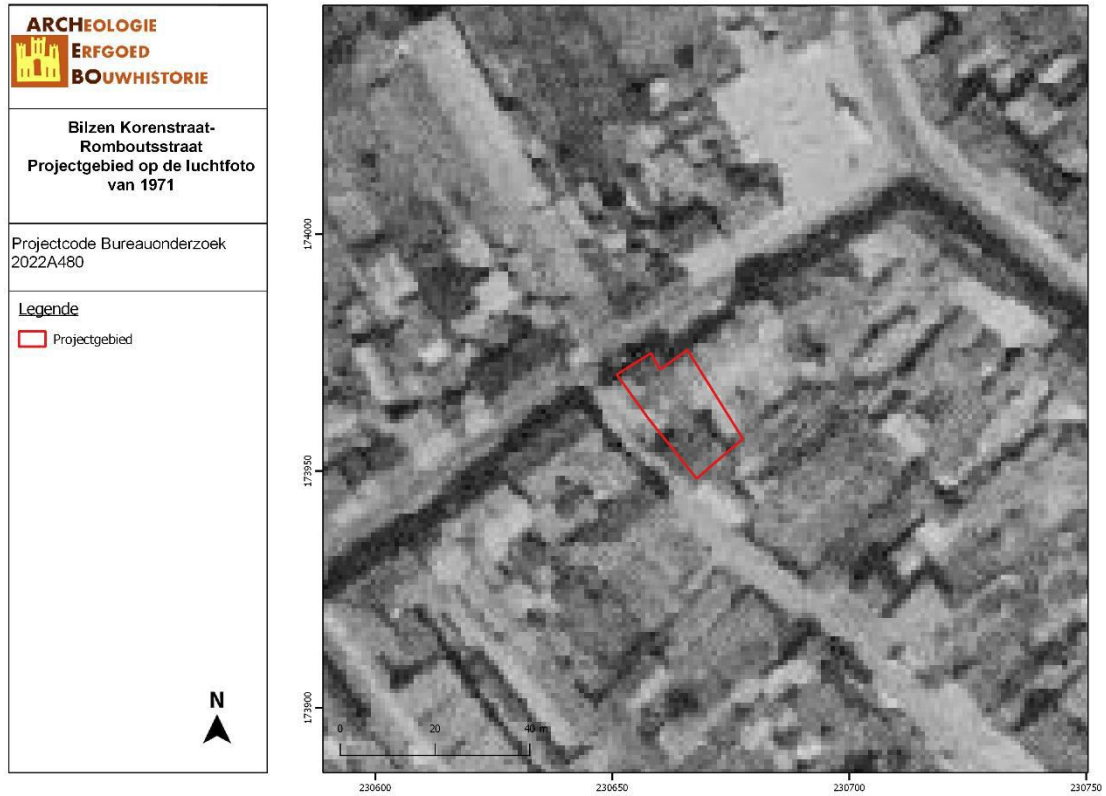 ARCHEOLOGIE
ERFGOED
BOUWHISTORIE
Bilzen Korenstraat-
Romboutsstraat
Projectgebied op de luchtfoto
van 1971
Projectcode Bureauonderzoek
2022A480
Legende
Projectgebied
N
174000
173950
173900
0 20 40 m
230600 230650 230700 230750